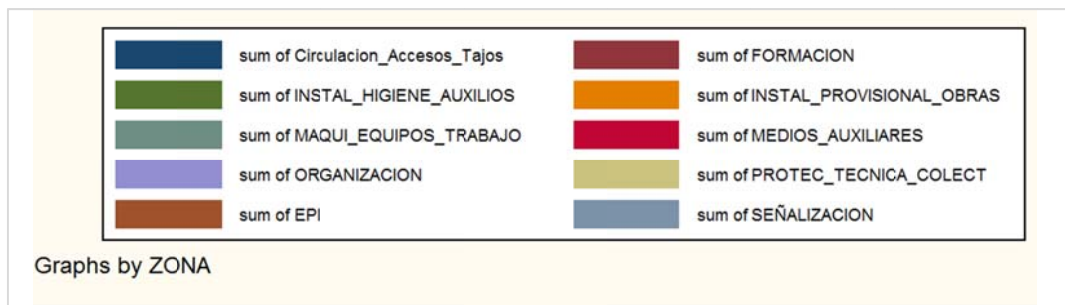 sum of Circulacion_Accesos_Tajos
sum of FORMACION
sum of INSTAL_HIGIENE_AUXILIOS
sum of INSTAL_PROVISIONAL_OBRAS
sum of MAQUI_EQUIPOS_TRABAJO
sum of MEDIOS_AUXILIARES
sum of ORGANIZACION
sum of PROTEC_TECNICA_COLECT
sum of EPI
sum of SEÑALIZACION
Graphs by ZONA